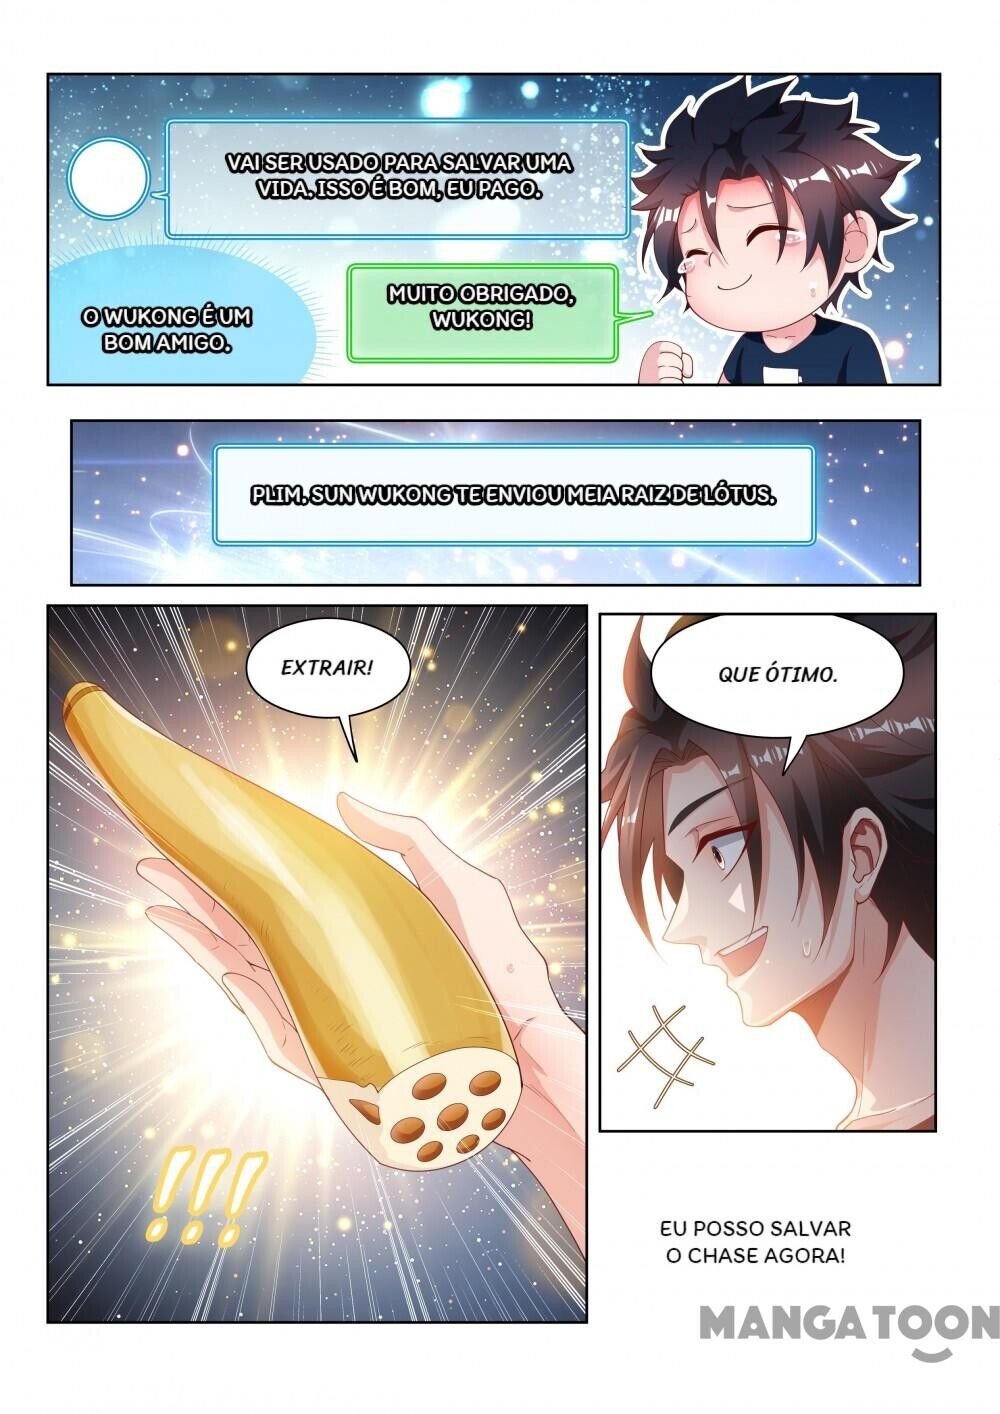 VAI SER USADO PARA SALVAR UMA
VIDA. ISSO É BOM, EU PAGO.
O WUKONG É UM
BOM AMIGO.
MUITO OBRIGADO,
WUKONG!
PLIM. SUN WUKONG TE ENVIOU MEIA RAIZ DE LÓTUS.
EXTRAIR!
QUE ÓTIMO.
!!!
EU POSSO SALVAR
O CHASE AGORA!
MANGATOON